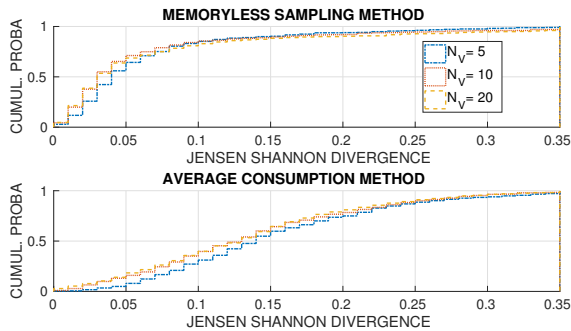 MEMORYLESS SAMPLING METHOD
CUMUL. PROBA
1
0.5
0
N_V= 5
N_V= 10
N_V= 20
0 0.05 0.1 0.15 0.2 0.25 0.3 0.35
JENSEN SHANNON DIVERGENCE
AVERAGE CONSUMPTION METHOD
CUMUL. PROBA
1
0.5
0
0 0.05 0.1 0.15 0.2 0.25 0.3 0.35
JENSEN SHANNON DIVERGENCE